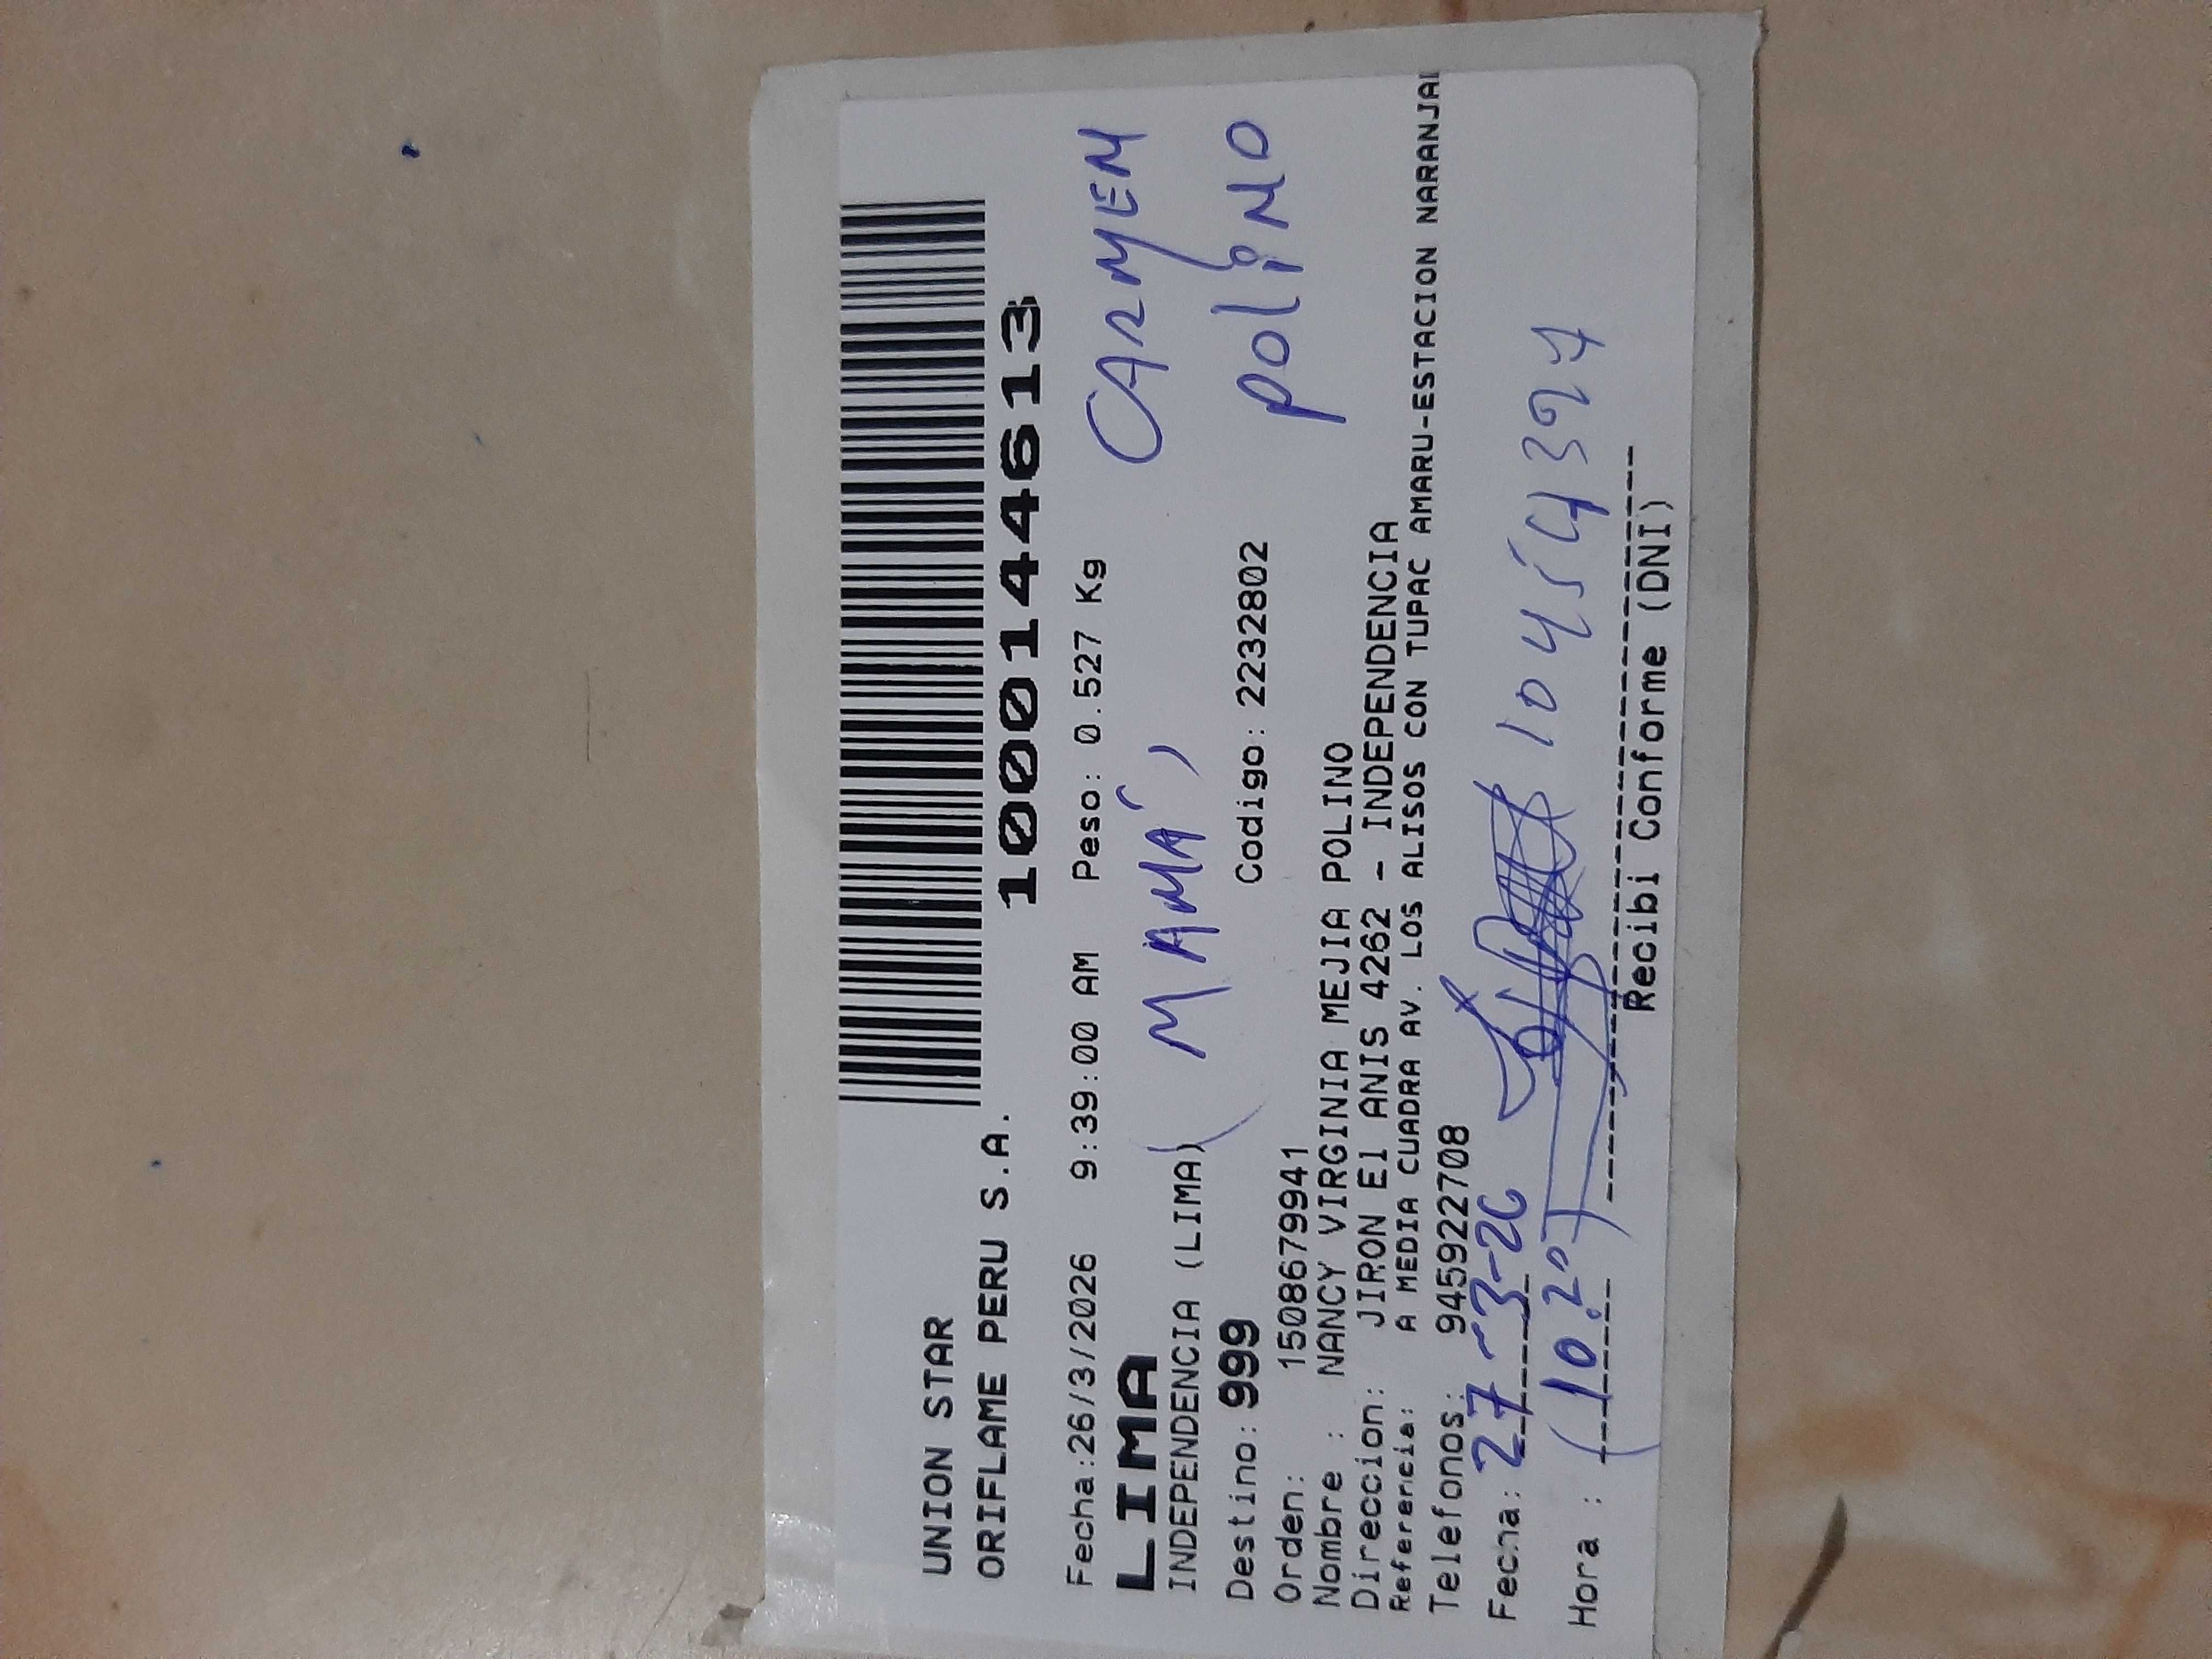 UNION STAR
ORIFLAME PERU S.A.
1000144613
Fecha:26/3/2026 9:39:00 AM Peso: 0.527 Kg
LIMA
CARMEN
INDEPENDENCIA (LIMA)
(MAMÁ)
Polino
Destino: 999 Codigo: 2232802
Orden: 1508679941
Nombre : NANCY VIRGINIA MEJIA POLINO
Direccion: JIRON El ANIS 4262 - INDEPENDENCIA
Referencia: A MEDIA CUADRA AV. LOS ALISOS CON TUPAC AMARU-ESTACION NARANJAL
Telefonos: 945922708
Fecha: 27-3-26
10454397
Hora : (10:20)
Recibi Conforme (DNI)